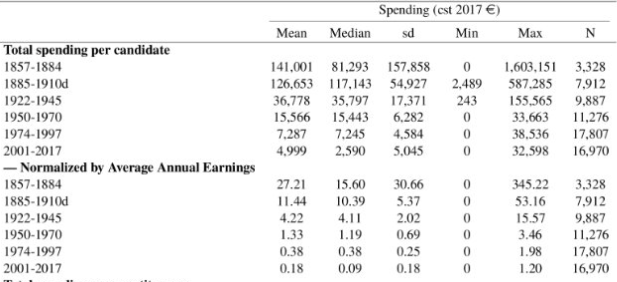 Spending (cst 2017 €)
Mean Median sd Min Max N
Total spending per candidate
1857-1884 141,001 81,293 157,858 0 1,603,151 3,328
1885-1910d 126,653 117,143 54,927 2,489 587,285 7,912
1922-1945 36,778 35,797 17,371 243 155,565 9,887
1950-1970 15,566 15,443 6,282 0 33,663 11,276
1974-1997 7,287 7,245 4,584 0 38,536 17,807
2001-2017 4,999 2,590 5,045 0 32,598 16,970
— Normalized by Average Annual Earnings
1857-1884 27.21 15.60 30.66 0 345.22 3,328
1885-1910d 11.44 10.39 5.37 0 53.16 7,912
1922-1945 4.22 4.11 2.02 0 15.57 9,887
1950-1970 1.33 1.19 0.69 0 3.46 11,276
1974-1997 0.38 0.38 0.25 0 1.98 17,807
2001-2017 0.18 0.09 0.18 0 1.20 16,970